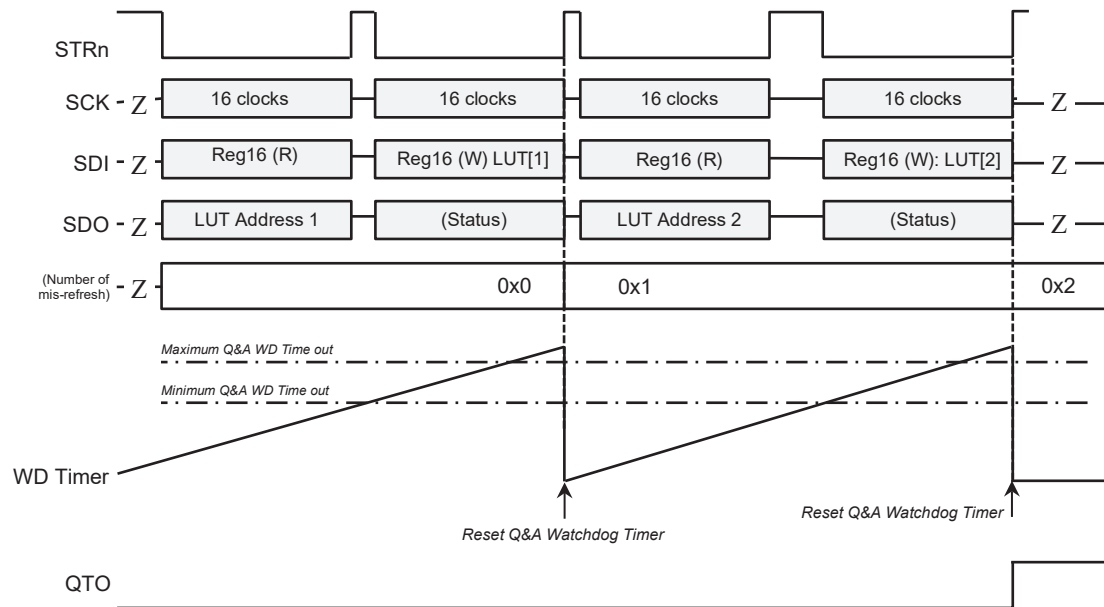 STRn
SCK
Z
16 clocks
16 clocks
16 clocks
16 clocks
Z
SDI
Z
Reg16 (R)
Reg16 (W) LUT[1]
Reg16 (R)
Reg16 (W): LUT[2]
Z
SDO
Z
LUT Address 1
(Status)
LUT Address 2
(Status)
Z
(Number of
mis-refresh)
Z
0x0
0x1
0x2
Maximum Q&A WD Time out
Minimum Q&A WD Time out
WD Timer
Reset Q&A Watchdog Timer
Reset Q&A Watchdog Timer
QTO